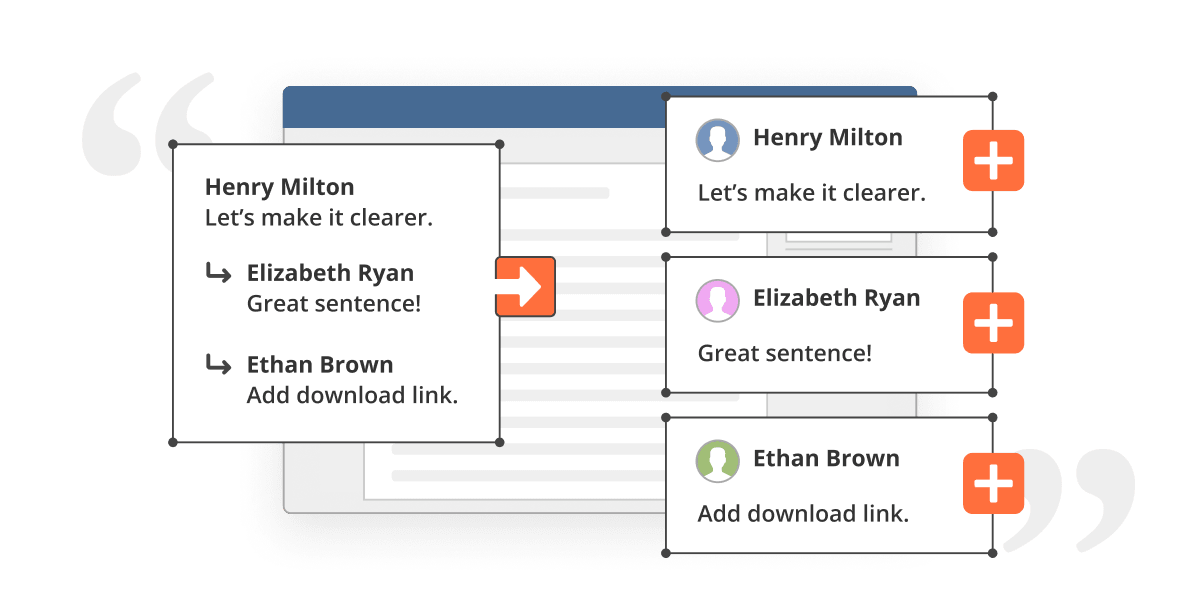 Henry Milton
Let’s make it clearer.
Elizabeth Ryan
Great sentence!
Ethan Brown
Add download link.
Henry Milton
Let’s make it clearer.
Elizabeth Ryan
Great sentence!
Ethan Brown
Add download link.